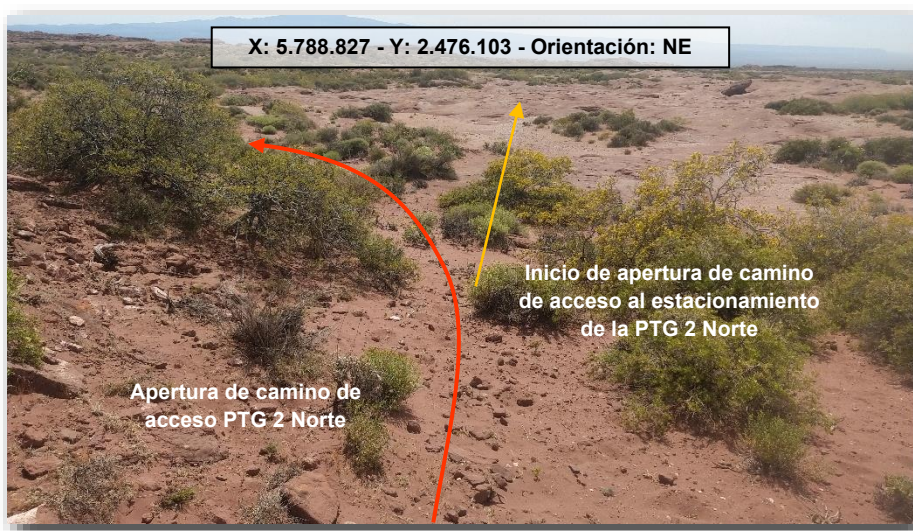 X: 5.788.827 - Y: 2.476.103 - Orientación: NE
Inicio de apertura de camino
de acceso al estacionamiento
de la PTG 2 Norte
Apertura de camino de
acceso PTG 2 Norte